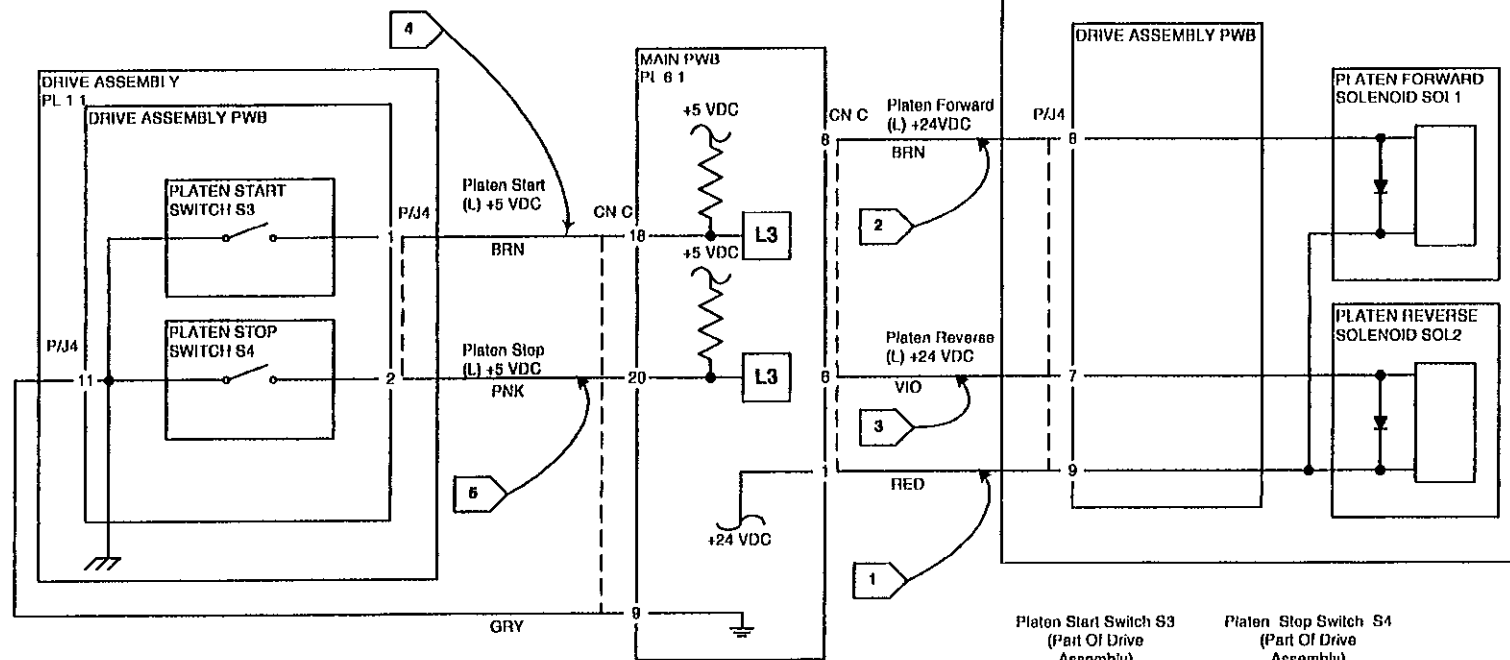 4
DRIVE ASSEMBLY
PL 1 1
DRIVE ASSEMBLY PWB
PLATEN START
SWITCH S3
P/J4
1
PLATEN STOP
SWITCH S4
2
P/J4
11
Platen Start
(L) +5 VDC
BRN
CN C
18
Platen Stop
(L) +5 VDC
PNK
20
5
GRY
9
MAIN PWB
PL 6 1
+5 VDC
L3
+5 VDC
L3
+24 VDC
CN C
6
Platen Forward
(L) +24VDC
BRN
P/J4
8
2
6
Platen Reverse
(L) +24 VDC
VIO
7
3
1
RED
9
1
DRIVE ASSEMBLY PWB
PLATEN FORWARD
SOLENOID SOL1
PLATEN REVERSE
SOLENOID SOL2
Platen Start Switch S3
(Part Of Drive
Assembly)
Platen Stop Switch S4
(Part Of Drive
Assembly)